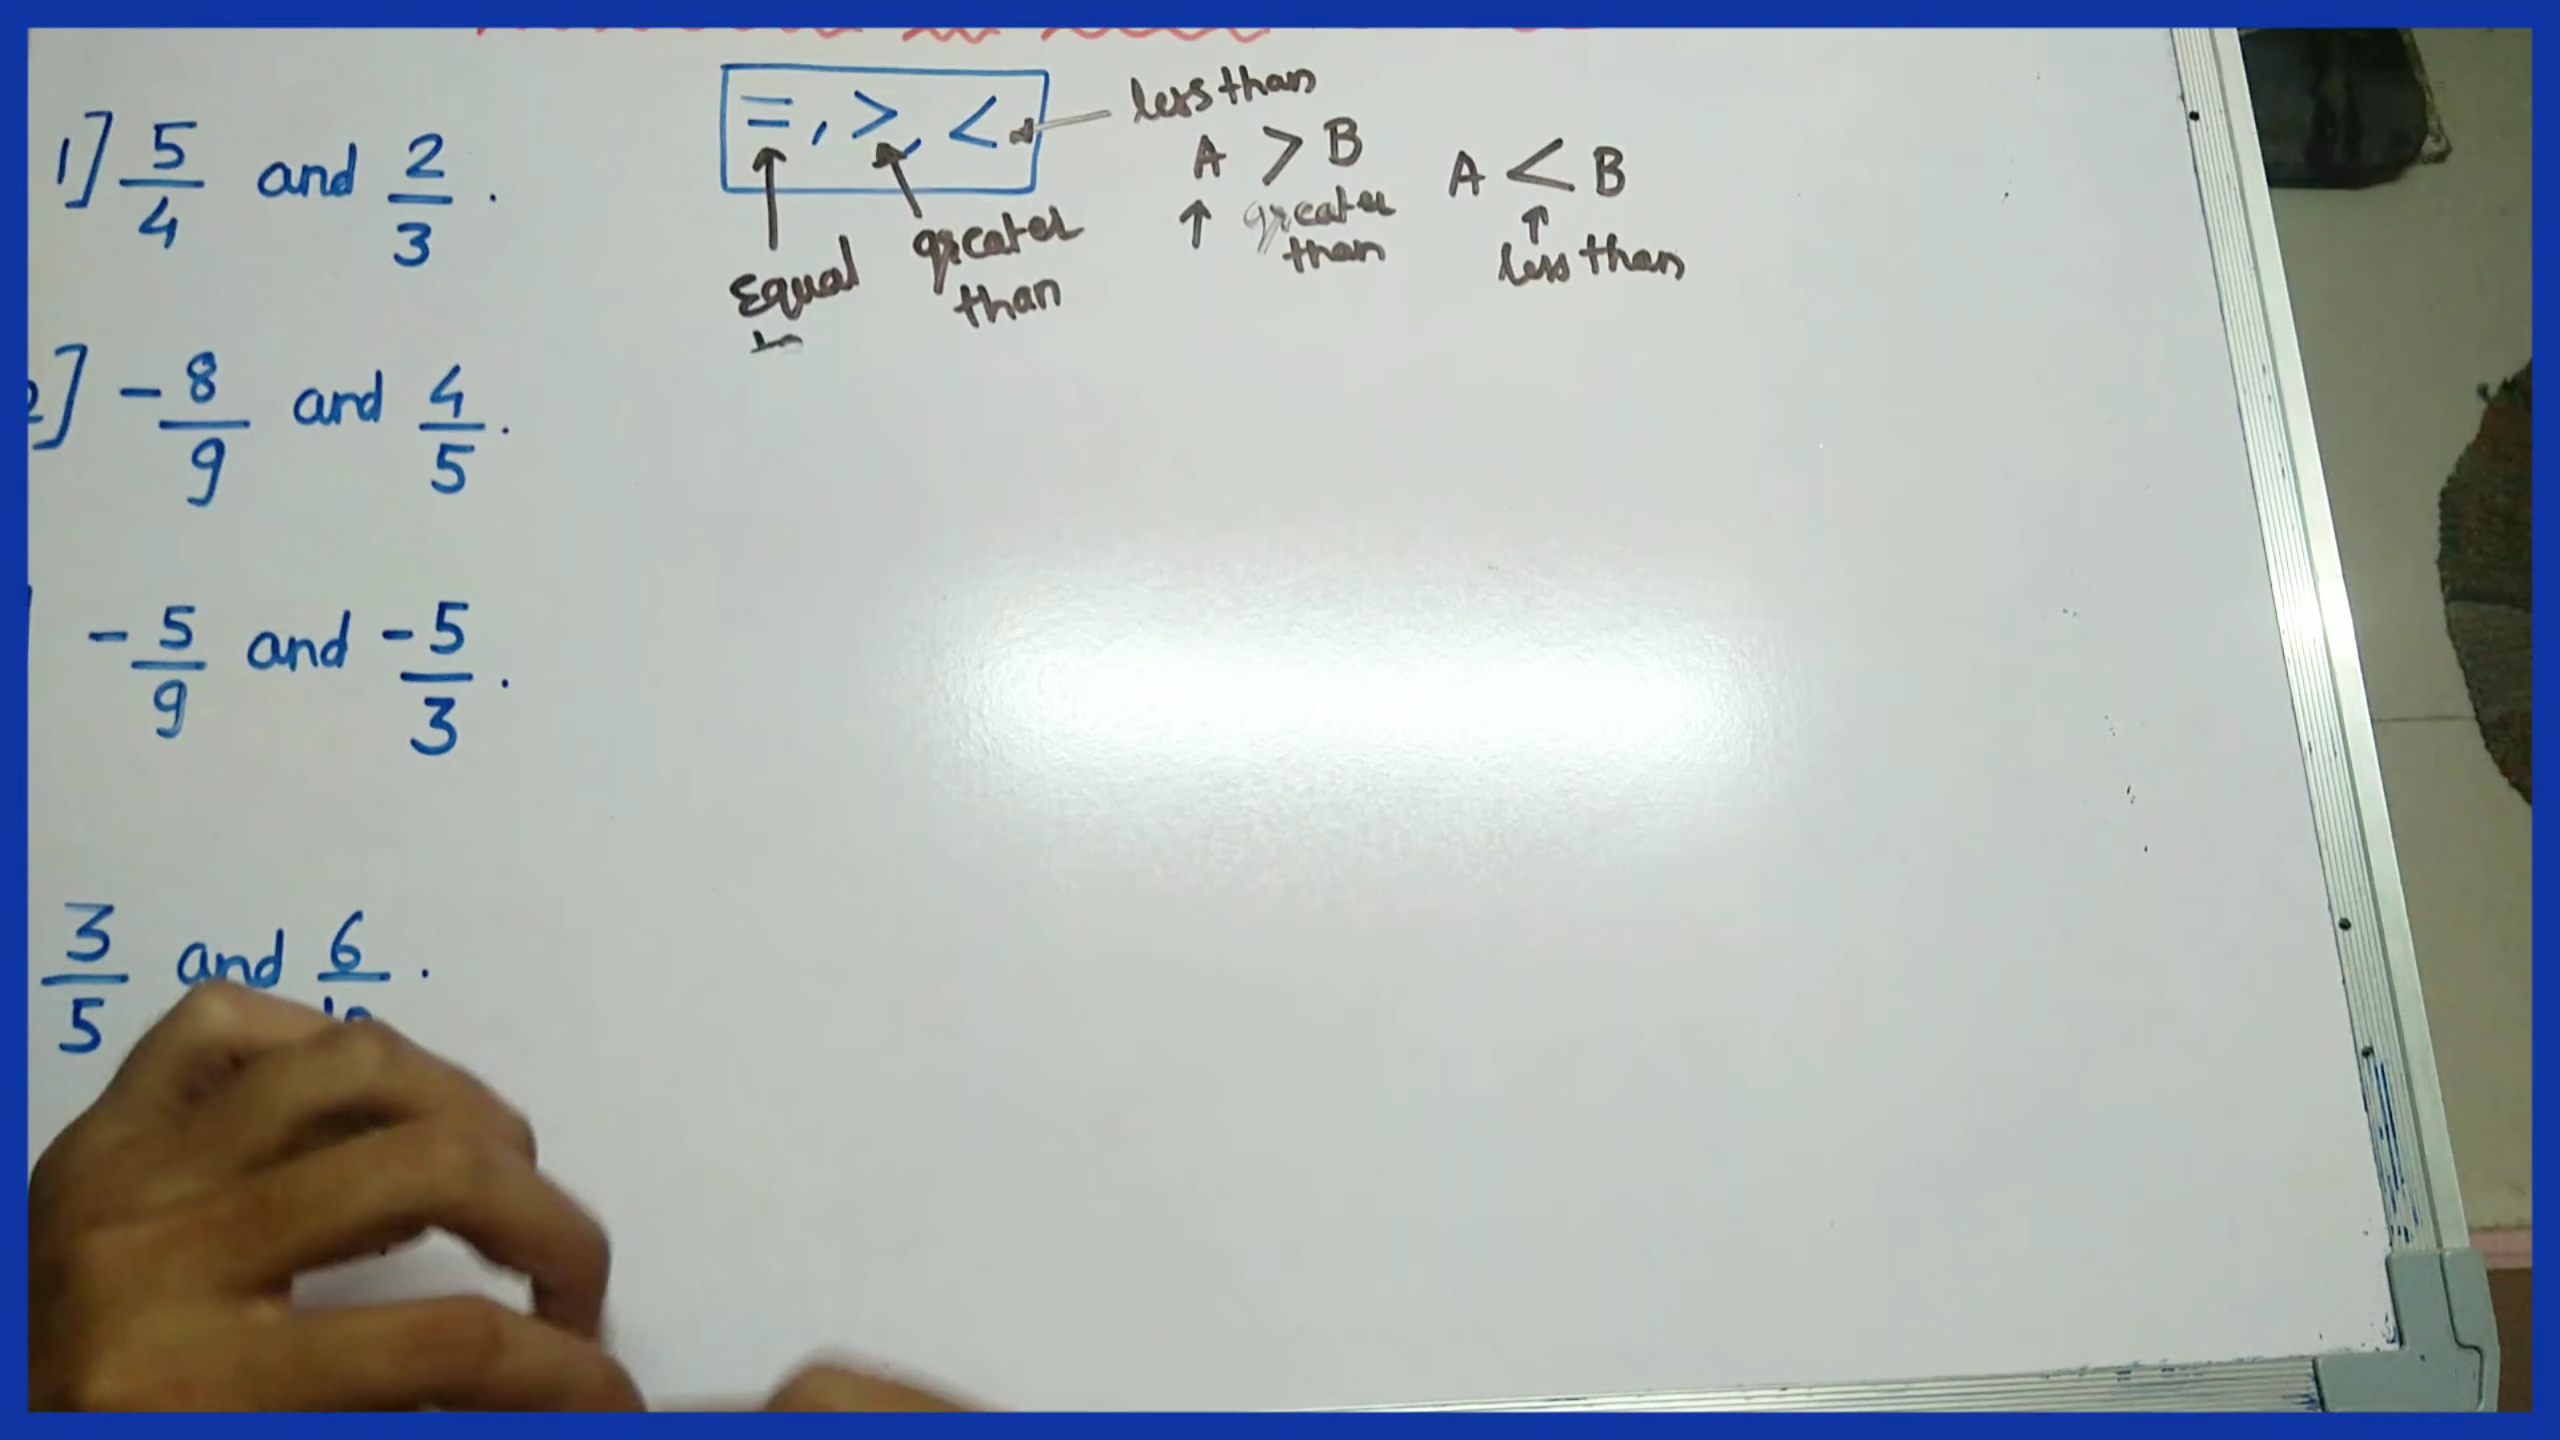 1] 5/4 and 2/3.
2] -8/9 and 4/5.
-5/9 and -5/3.
3/5 and 6/10.
=, >, <
less than
Equal
greater
than
A > B
greater
than
A < B
less than